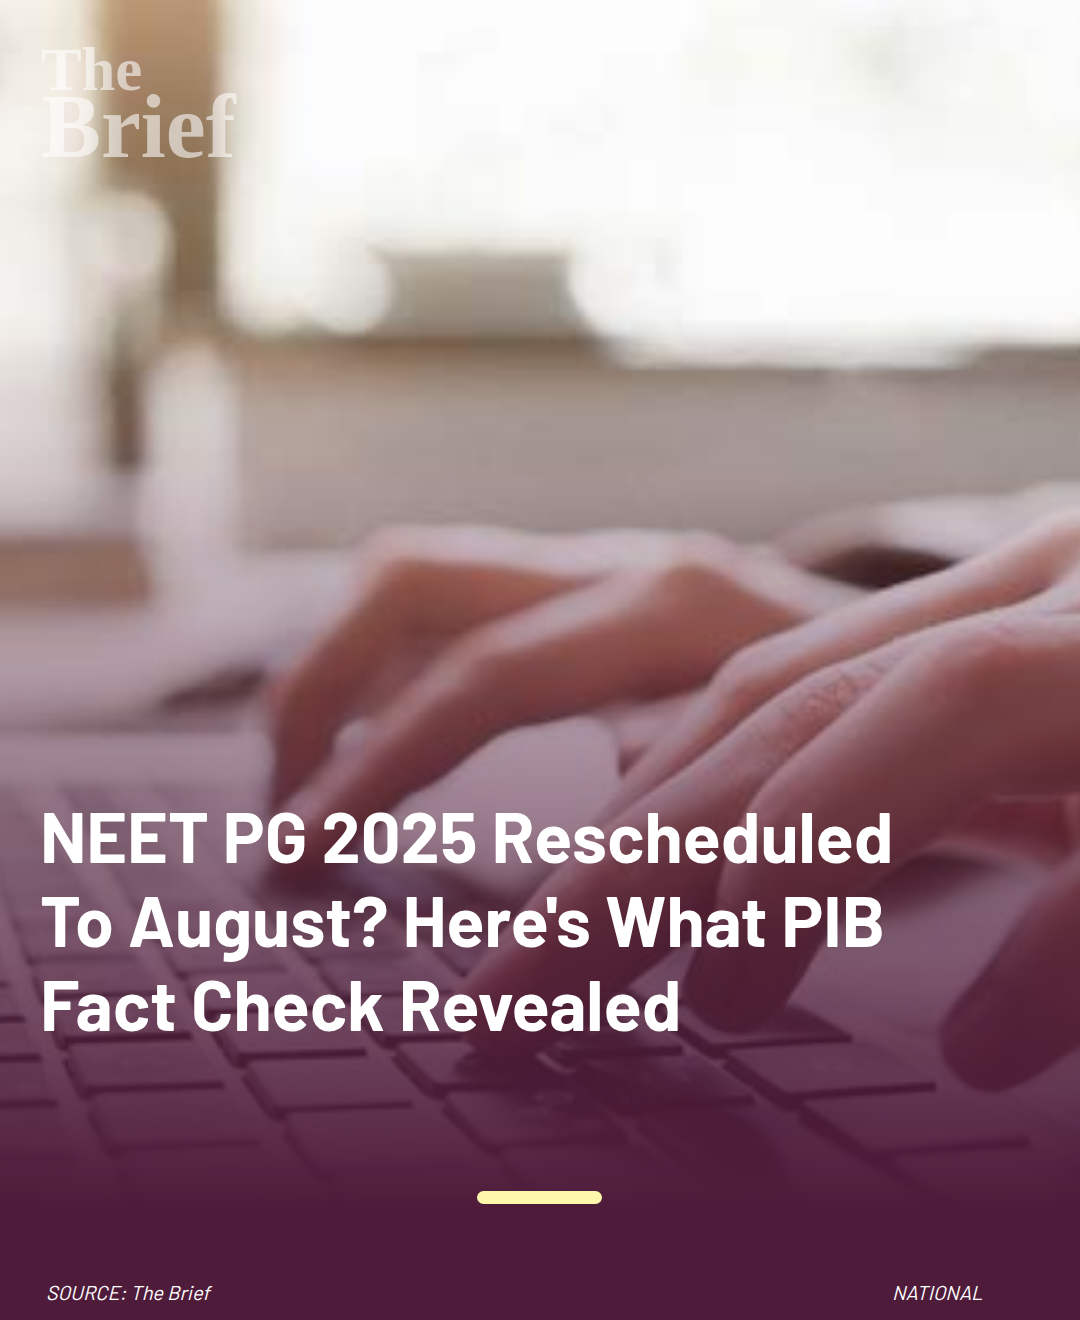 The
Brief
NEET PG 2025 Rescheduled
To August? Here's What PIB
Fact Check Revealed
SOURCE: The Brief
NATIONAL